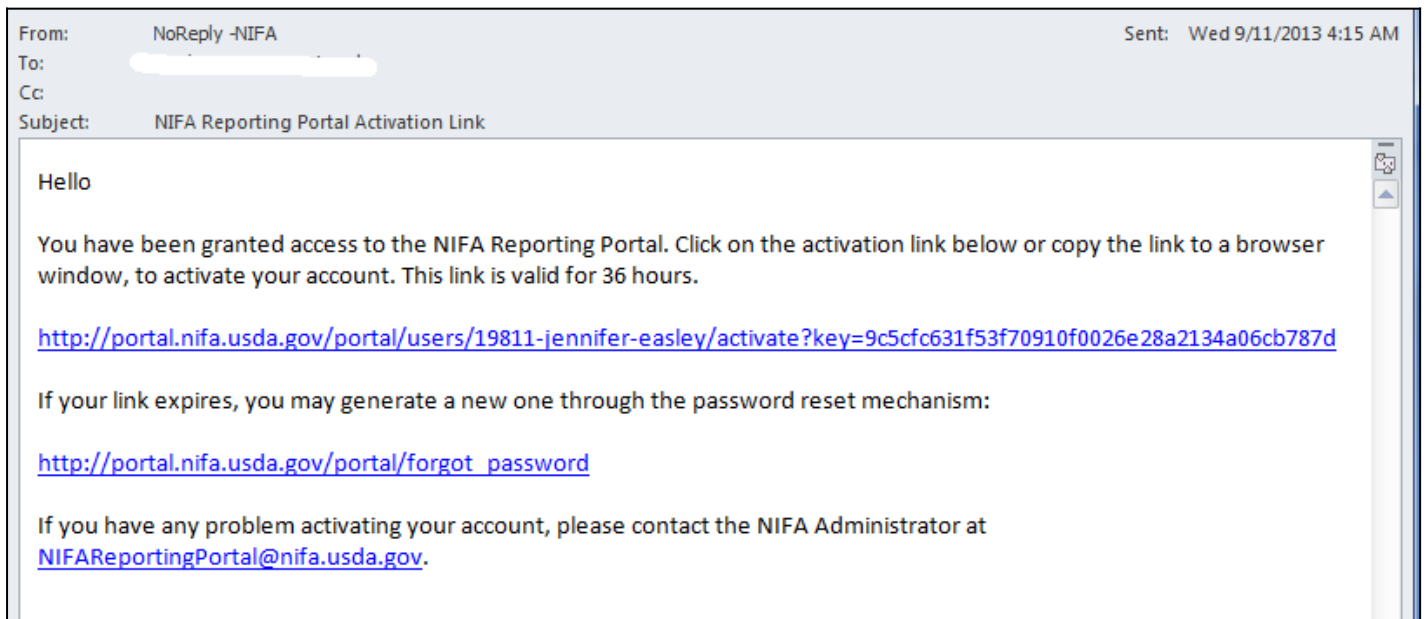 From: NoReply -NIFA Sent: Wed 9/11/2013 4:15 AM
To:
Cc:
Subject: NIFA Reporting Portal Activation Link
Hello
You have been granted access to the NIFA Reporting Portal. Click on the activation link below or copy the link to a browser
window, to activate your account. This link is valid for 36 hours.
http://portal.nifa.usda.gov/portal/users/19811-jennifer-easley/activate?key=9c5cfc631f53f70910f0026e28a2134a06cb787d
If your link expires, you may generate a new one through the password reset mechanism:
http://portal.nifa.usda.gov/portal/forgot_password
If you have any problem activating your account, please contact the NIFA Administrator at
NIFAReportingPortal@nifa.usda.gov.